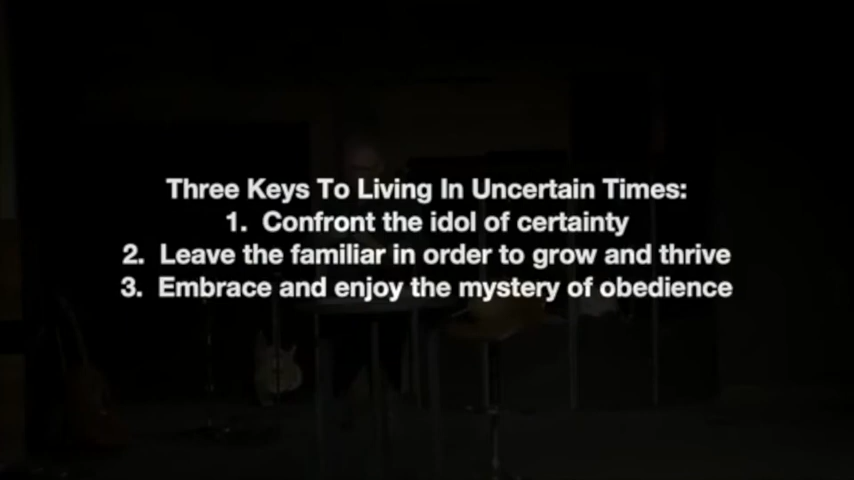 Three Keys To Living In Uncertain Times:
1. Confront the idol of certainty
2. Leave the familiar in order to grow and thrive
3. Embrace and enjoy the mystery of obedience